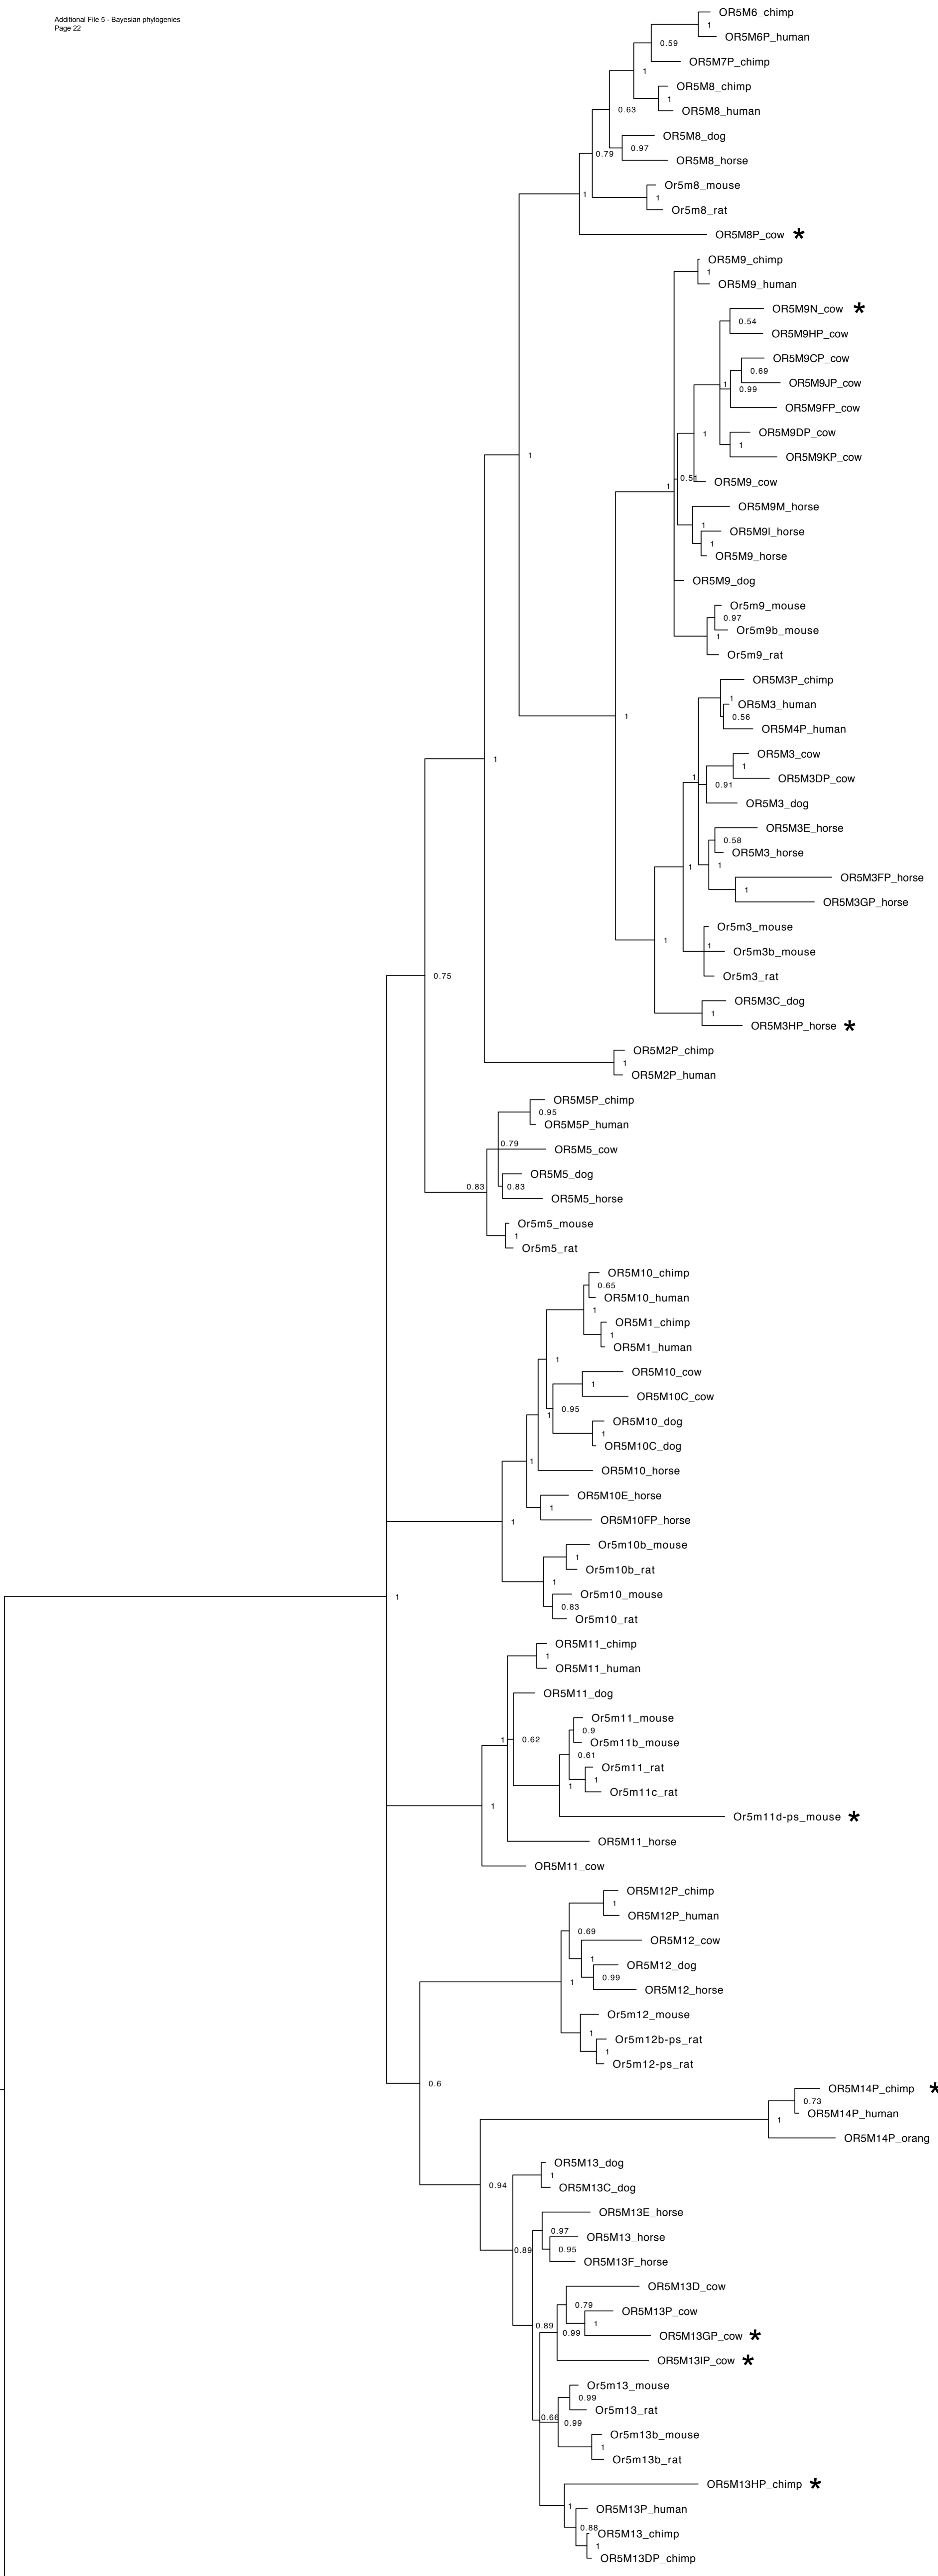 Additional File 5 - Bayesian phylogenies
Page 22
OR5M6_chimp
1
OR5M6P_human
0.59
OR5M7P_chimp
1
OR5M8_chimp
1
OR5M8_human
0.63
OR5M8_dog
0.97
0.79
OR5M8_horse
Or5m8_mouse
1
1
Or5m8_rat
OR5M8P_cow *
OR5M9_chimp
1
OR5M9_human
OR5M9N_cow *
0.54
OR5M9HP_cow
OR5M9CP_cow
0.69
1
OR5M9JP_cow
0.99
OR5M9FP_cow
OR5M9DP_cow
1
1
OR5M9KP_cow
1
0.51
OR5M9_cow
1
OR5M9M_horse
1
OR5M9I_horse
1
OR5M9_horse
OR5M9_dog
Or5m9_mouse
0.97
Or5m9b_mouse
1
Or5m9_rat
OR5M3P_chimp
1
OR5M3_human
0.56
1
OR5M4P_human
OR5M3_cow
1
1
OR5M3DP_cow
1
0.91
OR5M3_dog
OR5M3E_horse
0.58
OR5M3_horse
1
1
OR5M3FP_horse
1
OR5M3GP_horse
Or5m3_mouse
1
1
Or5m3b_mouse
0.75
Or5m3_rat
OR5M3C_dog
1
OR5M3HP_horse *
OR5M2P_chimp
1
OR5M2P_human
OR5M5P_chimp
0.95
OR5M5P_human
0.79
OR5M5_cow
OR5M5_dog
0.83
0.83
OR5M5_horse
Or5m5_mouse
1
Or5m5_rat
OR5M10_chimp
0.65
OR5M10_human
1
OR5M1_chimp
1
OR5M1_human
1
OR5M10_cow
1
OR5M10C_cow
0.95
1
OR5M10_dog
1
OR5M10C_dog
1
OR5M10_horse
OR5M10E_horse
1
OR5M10FP_horse
1
Or5m10b_mouse
1
Or5m10b_rat
1
Or5m10_mouse
1
0.83
Or5m10_rat
OR5M11_chimp
1
OR5M11_human
OR5M11_dog
Or5m11_mouse
0.9
1
0.62
Or5m11b_mouse
0.61
Or5m11_rat
1
1
Or5m11c_rat
1
Or5m11d-ps_mouse *
OR5M11_horse
OR5M11_cow
OR5M12P_chimp
1
OR5M12P_human
0.69
OR5M12_cow
1
OR5M12_dog
0.99
1
OR5M12_horse
Or5m12_mouse
1
Or5m12b-ps_rat
1
Or5m12-ps_rat
0.6
OR5M14P_chimp *
0.73
OR5M14P_human
1
OR5M14P_orang
OR5M13_dog
1
OR5M13C_dog
0.94
OR5M13E_horse
0.97
OR5M13_horse
0.89
0.95
OR5M13F_horse
OR5M13D_cow
0.79
OR5M13P_cow
0.89
1
0.99
OR5M13GP_cow *
OR5M13IP_cow *
Or5m13_mouse
0.99
Or5m13_rat
0.66
0.99
Or5m13b_mouse
1
Or5m13b_rat
OR5M13HP_chimp *
1
OR5M13P_human
0.88
OR5M13_chimp
1
OR5M13DP_chimp